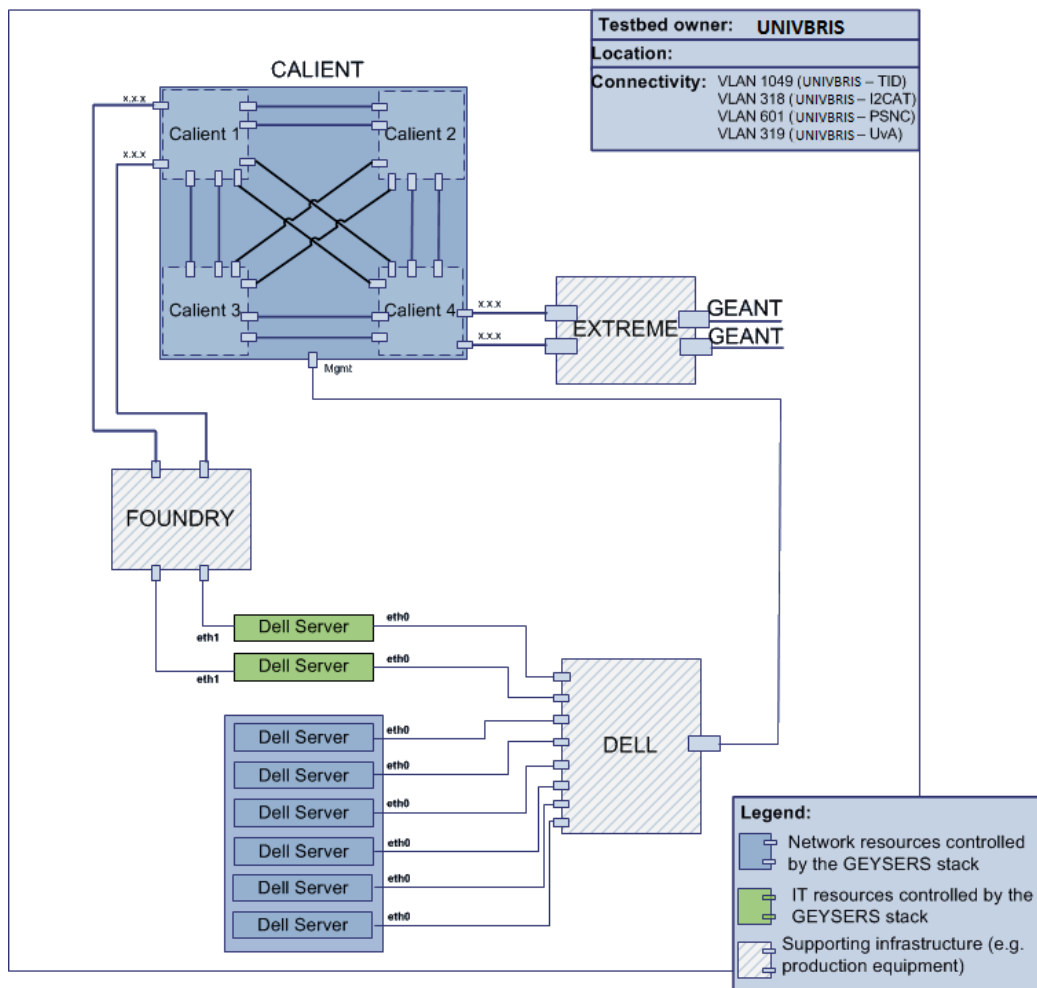 Testbed owner: UNIVBRIS
Location:
Connectivity: VLAN 1049 (UNIVBRIS – TID)
VLAN 318 (UNIVBRIS – I2CAT)
VLAN 601 (UNIVBRIS – PSNC)
VLAN 319 (UNIVBRIS – UvA)
CALIENT
x.x.x
Calient 1
Calient 2
x.x.x
Calient 3
Calient 4
x.x.x
x.x.x
Mgmt
EXTREME
GEANT
GEANT
FOUNDRY
eth1
Dell Server
eth0
eth1
Dell Server
eth0
Dell Server
eth0
Dell Server
eth0
Dell Server
eth0
Dell Server
eth0
Dell Server
eth0
Dell Server
eth0
DELL
Legend:
Network resources controlled
by the GEYSERS stack
IT resources controlled by the
GEYSERS stack
Supporting infrastructure (e.g.
production equipment)